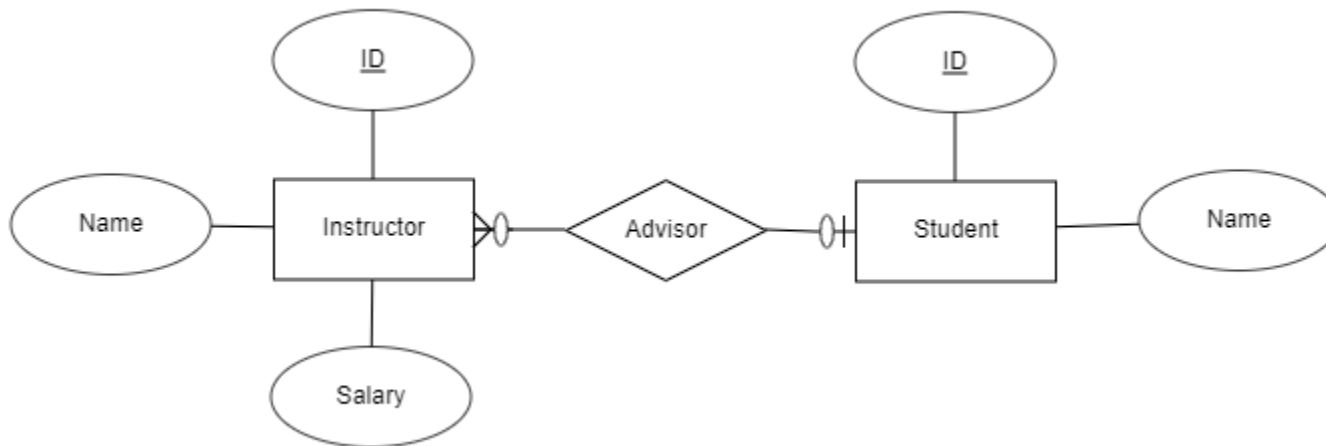 ID
ID
Name
Instructor
Advisor
Student
Name
Salary